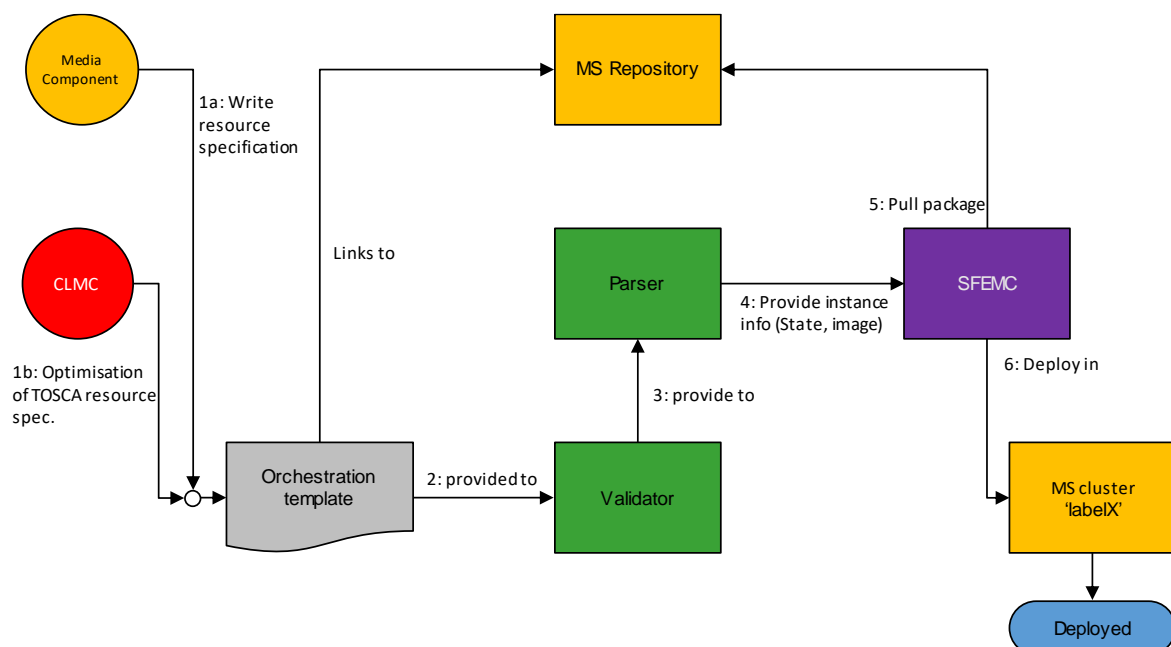 Media
Component
MS Repository
1a: Write
resource
specification
5: Pull package
Links to
CLMC
Parser
SFEMC
4: Provide instance
info (State, image)
1b: Optimisation
of TOSCA resource
spec.
6: Deploy in
3: provide to
Orchestration
template
2: provided to
Validator
MS cluster
‘labelX’
Deployed